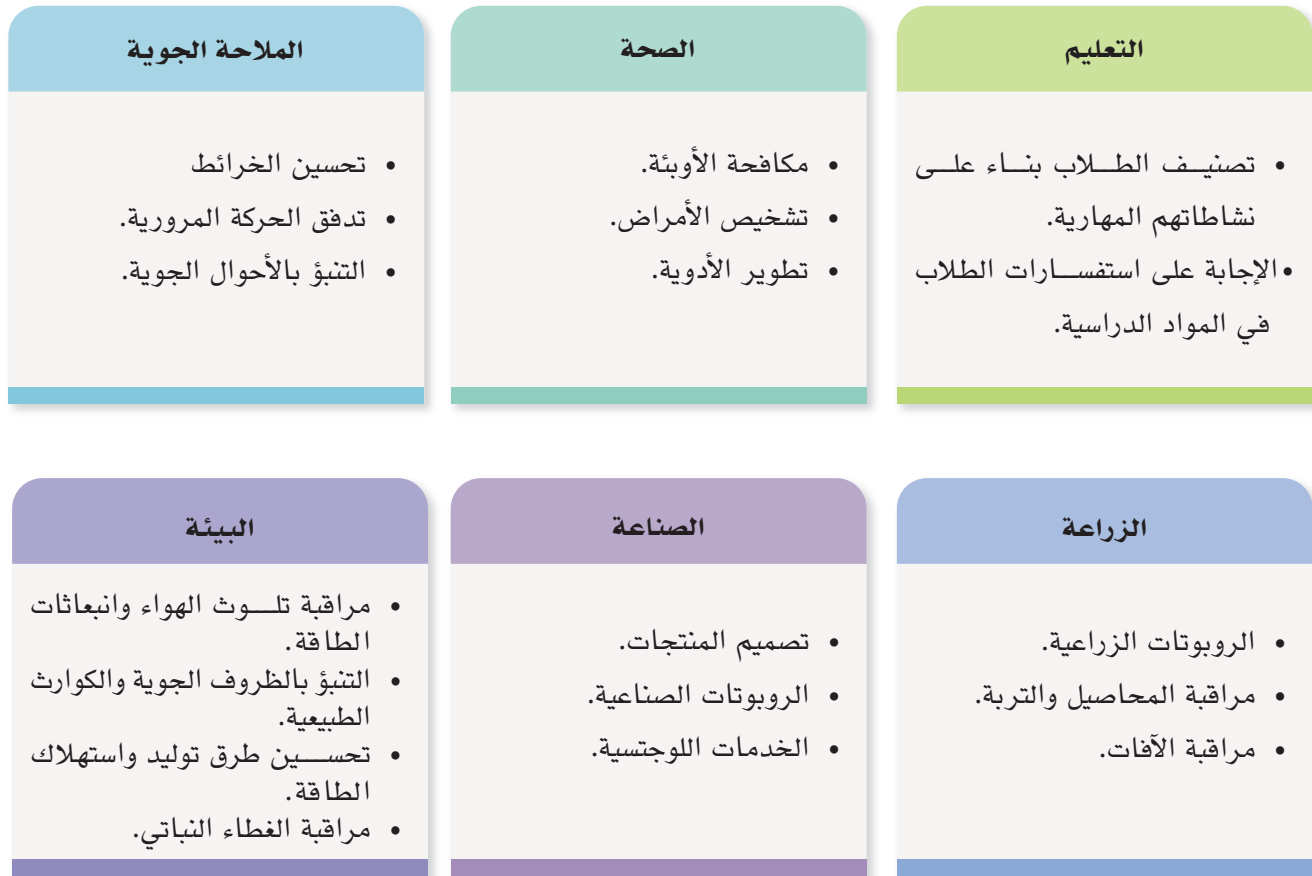 التعليم
• تصنيف الطلاب بناء على
نشاطاتهم المهارية.
• الإجابة على استفسارات الطلاب
في المواد الدراسية.
الصحة
• مكافحة الأوبئة.
• تشخيص الأمراض.
• تطوير الأدوية.
الملاحة الجوية
• تحسين الخرائط
• تدفق الحركة المرورية.
• التنبؤ بالأحوال الجوية.
الزراعة
• الروبوتات الزراعية.
• مراقبة المحاصيل والتربة.
• مراقبة الآفات.
الصناعة
• تصميم المنتجات.
• الروبوتات الصناعية.
• الخدمات اللوجتسية.
البيئة
• مراقبة تلوث الهواء وانبعاثات
الطاقة.
• التنبؤ بالظروف الجوية والكوارث
الطبيعية.
• تحسين طرق توليد واستهلاك
الطاقة.
• مراقبة الغطاء النباتي.